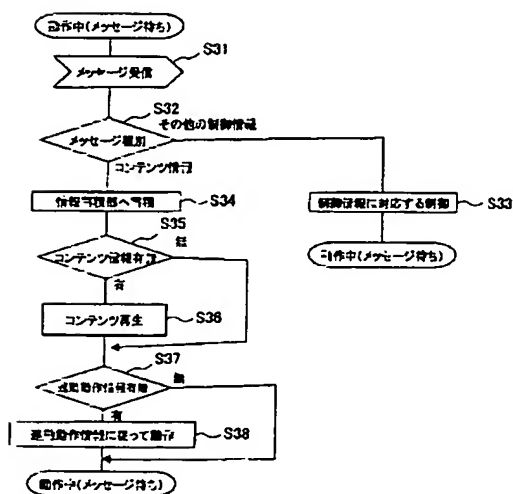 動作中(メッセージ待ち)
S31
メッセージ受信
S32
その他の制御情報
メッセージ種別
コンテンツ情報
情報蓄積部へ蓄積
S34
制御情報に対応する制御
S33
S35
無
コンテンツ情報有無
動作中(メッセージ待ち)
有
コンテンツ再生
S36
S37
連動動作情報有無
無
有
連動動作情報に従って動作
S38
動作中(メッセージ待ち)